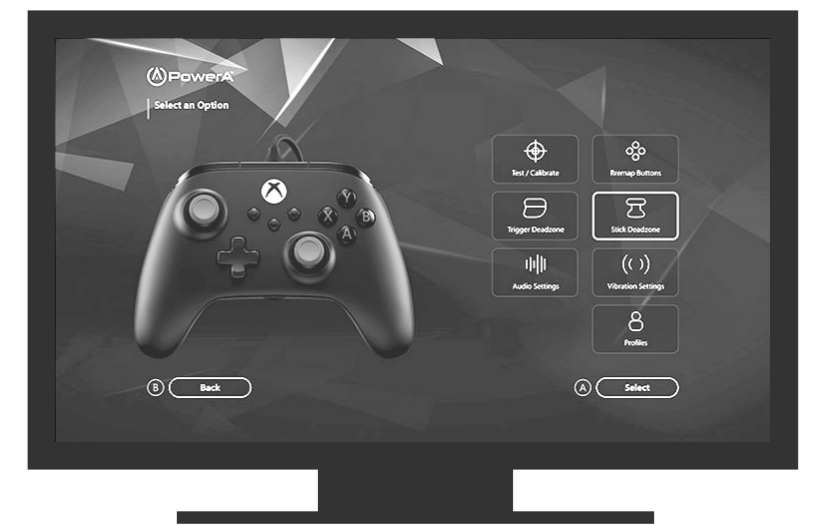 PowerA
Select an Option
Test / Calibrate
Rremap Buttons
Trigger Deadzone
Stick Deadzone
Audio Settings
Vibration Settings
Profiles
Y
X
B
A
B
Back
A
Select